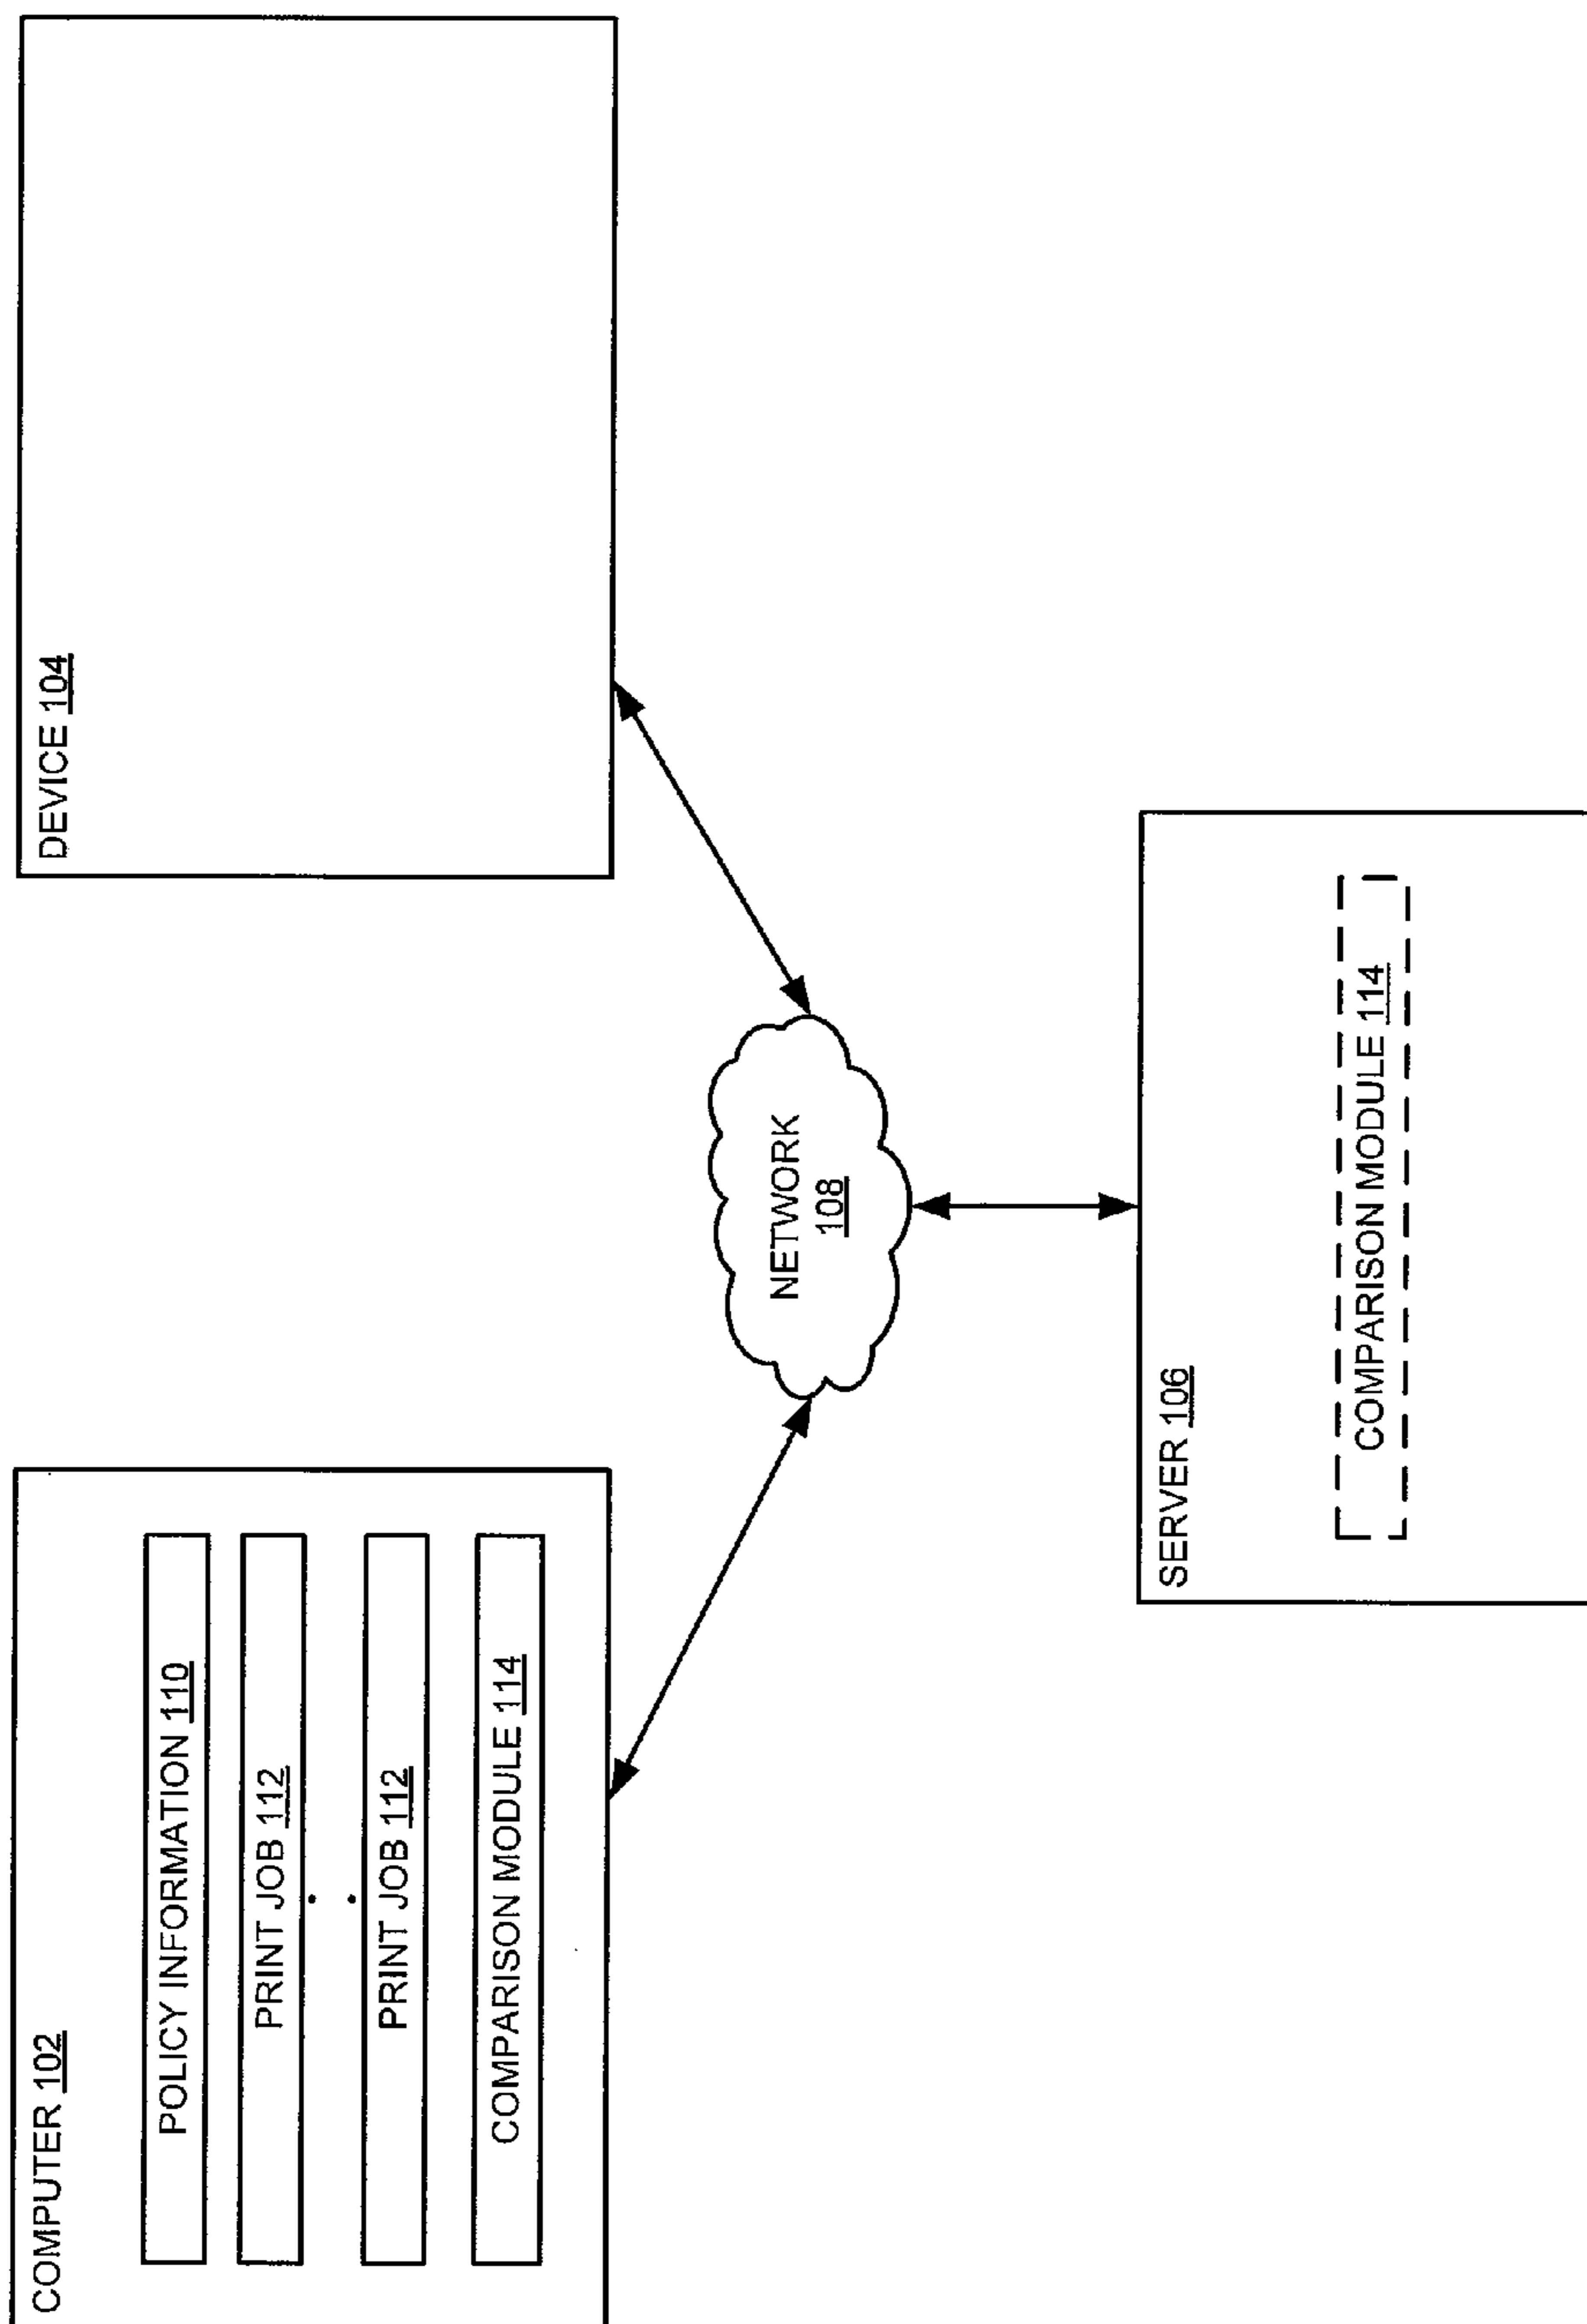 COMPUTER 102
POLICY INFORMATION 110
PRINT JOB 112
PRINT JOB 112
COMPARISON MODULE 114
DEVICE 104
NETWORK
108
SERVER 106
COMPARISON MODULE 114